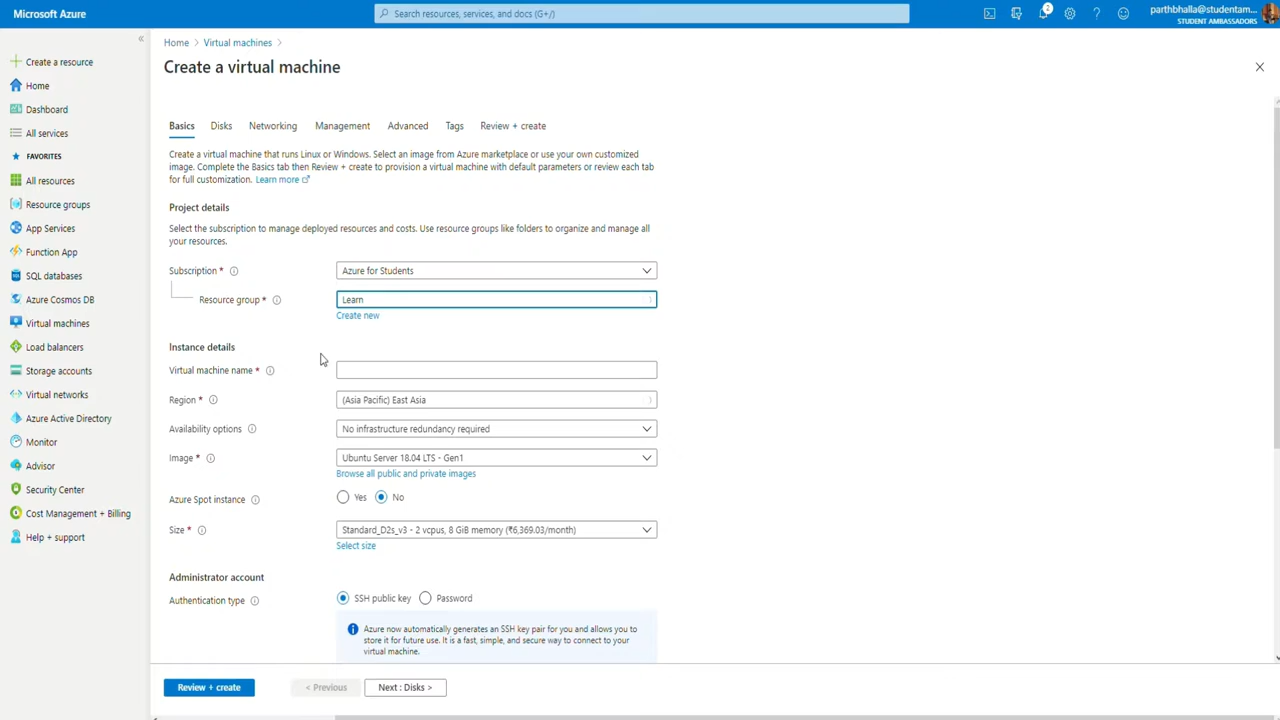 Microsoft Azure
Search resources, services, and docs (G+/)
2
parthbhalla@studentam...
STUDENT AMBASSADORS
«
Create a resource
Home
Dashboard
All services
FAVORITES
All resources
Resource groups
App Services
Function App
SQL databases
Azure Cosmos DB
Virtual machines
Load balancers
Storage accounts
Virtual networks
Azure Active Directory
Monitor
Advisor
Security Center
Cost Management + Billing
Help + support
Home > Virtual machines >
Create a virtual machine
Basics Disks Networking Management Advanced Tags Review + create
Create a virtual machine that runs Linux or Windows. Select an image from Azure marketplace or use your own customized
image. Complete the Basics tab then Review + create to provision a virtual machine with default parameters or review each tab
for full customization. Learn more
Project details
Select the subscription to manage deployed resources and costs. Use resource groups like folders to organize and manage all
your resources.
Subscription * Azure for Students
Resource group * Learn
Create new
Instance details
Virtual machine name *
Region * (Asia Pacific) East Asia
Availability options No infrastructure redundancy required
Image * Ubuntu Server 18.04 LTS - Gen1
Browse all public and private images
Azure Spot instance Yes No
Size * Standard_D2s_v3 - 2 vcpus, 8 GiB memory (₹6,369.03/month)
Select size
Administrator account
Authentication type SSH public key Password
Azure now automatically generates an SSH key pair for you and allows you to
store it for future use. It is a fast, simple, and secure way to connect to your
virtual machine.
Review + create < Previous Next : Disks >